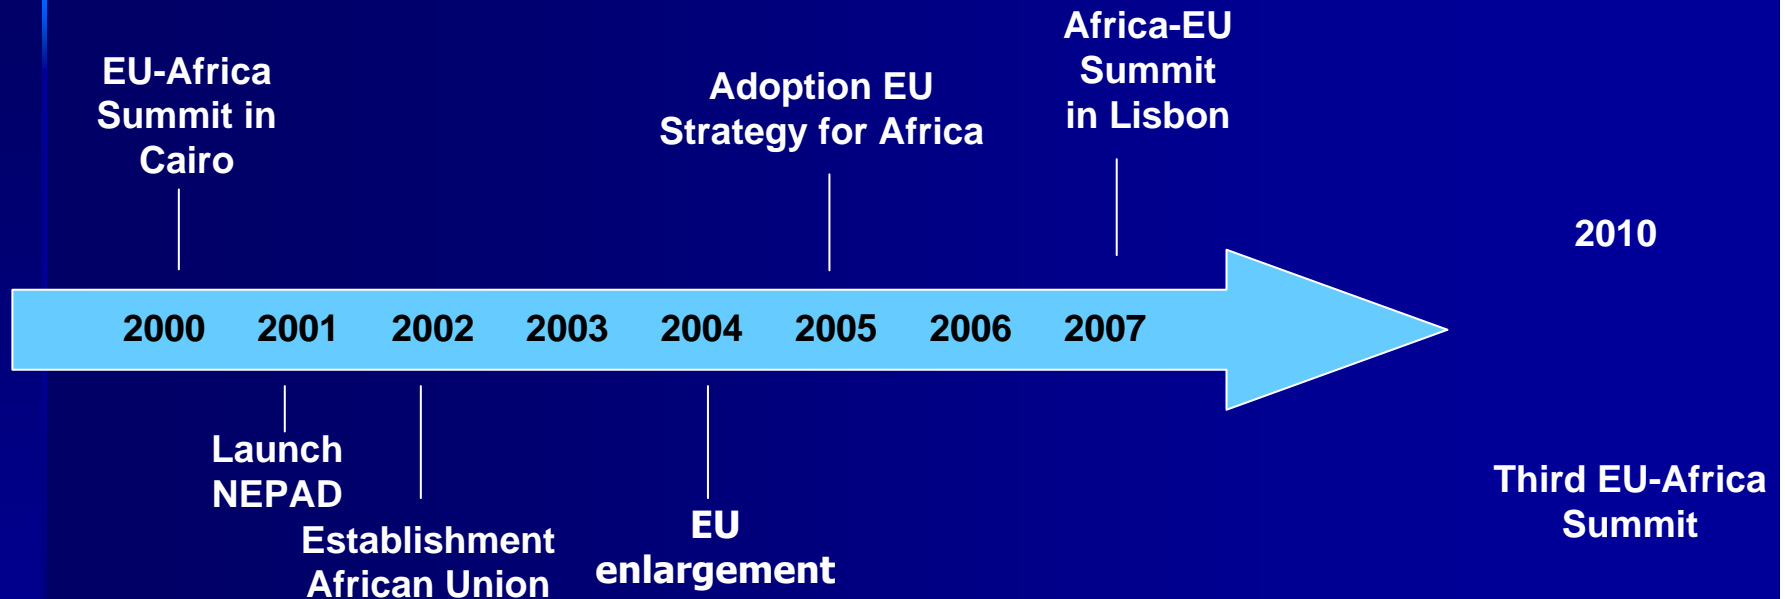 EU-Africa
Summit in
Cairo
Adoption EU
Strategy for Africa
Africa-EU
Summit
in Lisbon
2010
2000 2001 2002 2003 2004 2005 2006 2007
Launch
NEPAD
Establishment
African Union
EU
enlargement
Third EU-Africa
Summit